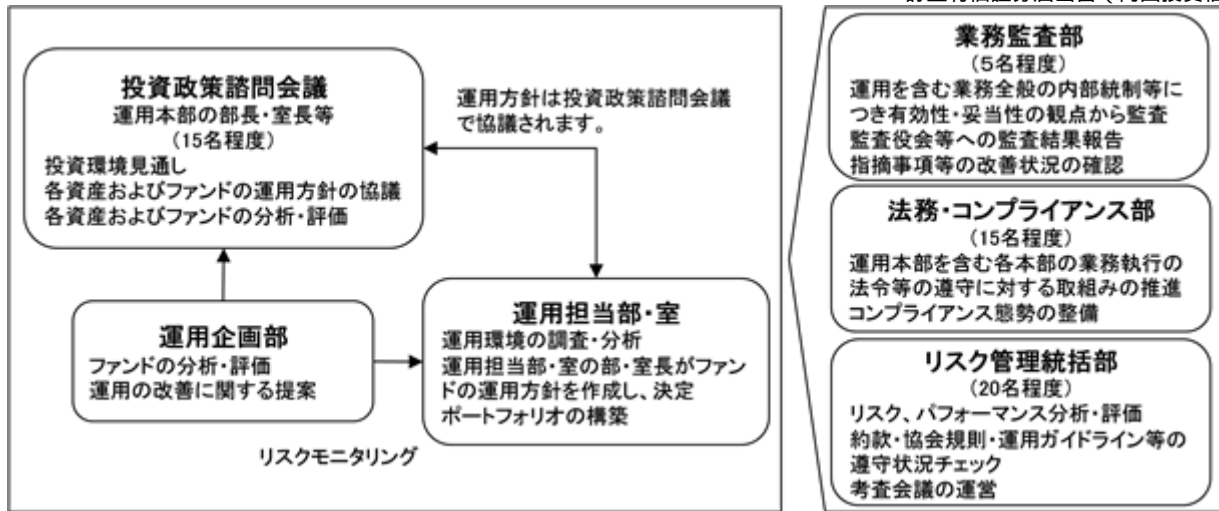 投資政策諮問会議
運用本部の部長・室長等
(15名程度)
投資環境見通し
各資産およびファンドの運用方針の協議
各資産およびファンドの分析・評価
運用方針は投資政策諮問会議
で協議されます。
運用企画部
ファンドの分析・評価
運用の改善に関する提案
運用担当部・室
運用環境の調査・分析
運用担当部・室の部・室長がファン
ドの運用方針を作成し、決定
ポートフォリオの構築
リスクモニタリング
業務監査部
(5名程度)
運用を含む業務全般の内部統制等に
つき有効性・妥当性の観点から監査
監査役会等への監査結果報告
指摘事項等の改善状況の確認
法務・コンプライアンス部
(15名程度)
運用本部を含む各本部の業務執行の
法令等の遵守に対する取組みの推進
コンプライアンス態勢の整備
リスク管理統括部
(20名程度)
リスク、パフォーマンス分析・評価
約款・協会規則・運用ガイドライン等の
遵守状況チェック
考査会議の運営